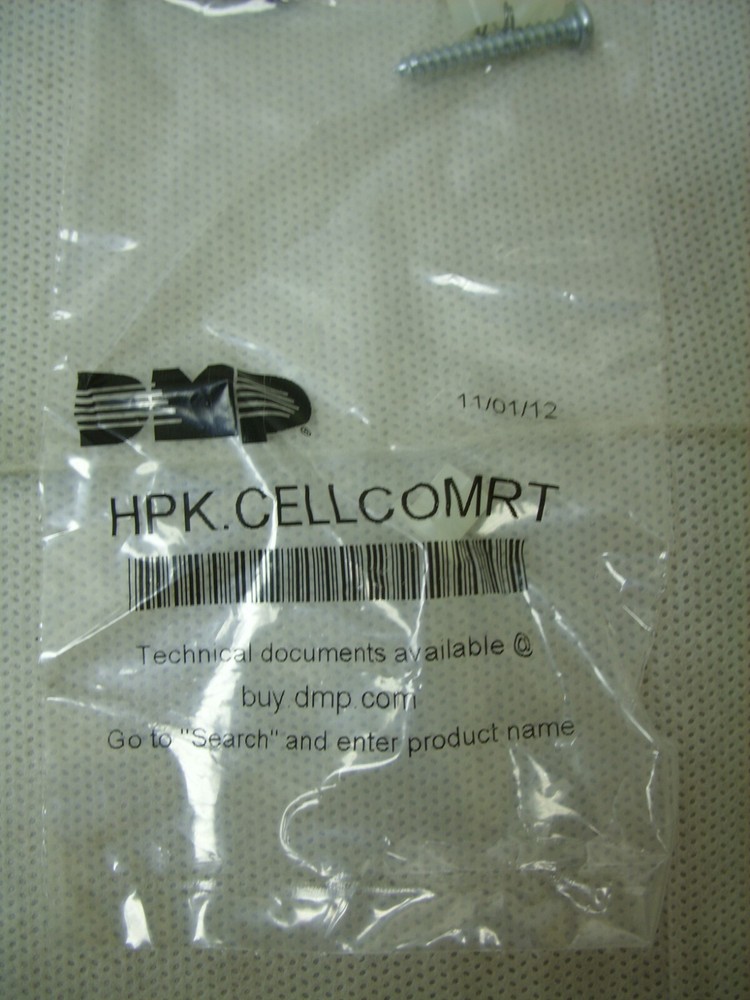 DMP®
11/01/12
HPK.CELLCOMRT
Technical documents available @
buy.dmp.com
Go to "Search" and enter product name